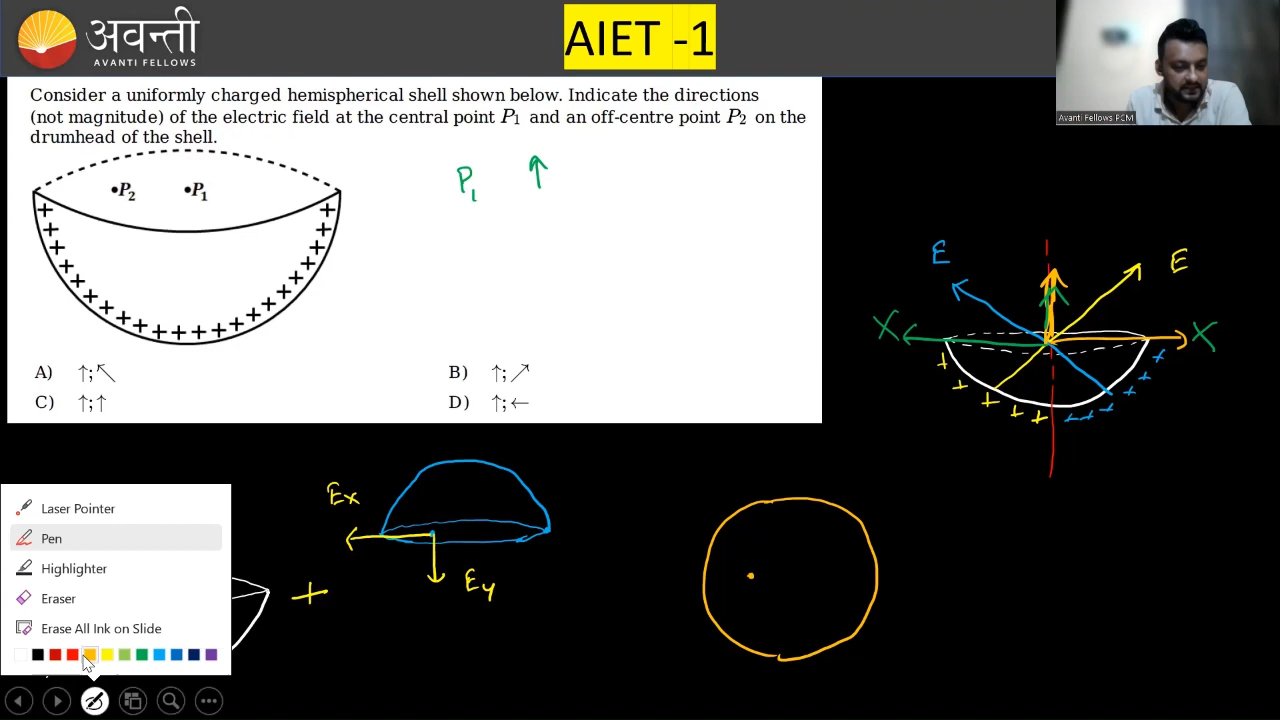 अवन्ती
AVANTI FELLOWS
AIET -1
Avanti Fellows PCM
Consider a uniformly charged hemispherical shell shown below. Indicate the directions
(not magnitude) of the electric field at the central point P₁ and an off-centre point P₂ on the
drumhead of the shell.
•P₂ •P₁
+ + + + + + + + + + + + + + + + + + + + +
A) ↑;↖
B) ↑;↗
C) ↑;↑
D) ↑;←
P₁ ↑
E E
X X
+ + + + + + + + + +
Ex
Ey
+
Laser Pointer
Pen
Highlighter
Eraser
Erase All Ink on Slide